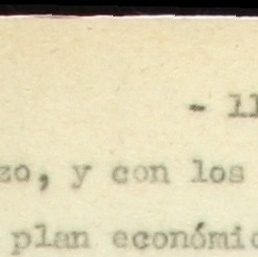 - 11
zo, y con los
plan económic